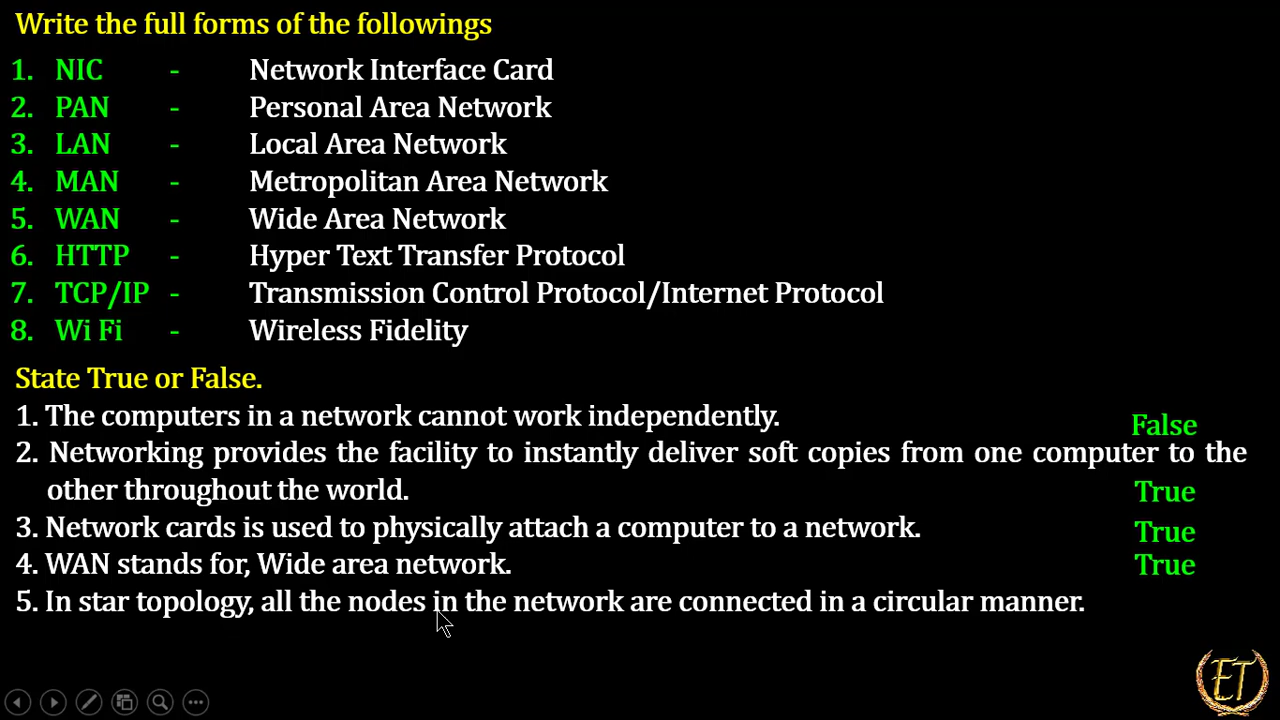 Write the full forms of the followings
1. NIC - Network Interface Card
2. PAN - Personal Area Network
3. LAN - Local Area Network
4. MAN - Metropolitan Area Network
5. WAN - Wide Area Network
6. HTTP - Hyper Text Transfer Protocol
7. TCP/IP - Transmission Control Protocol/Internet Protocol
8. Wi Fi - Wireless Fidelity
State True or False.
1. The computers in a network cannot work independently. False
2. Networking provides the facility to instantly deliver soft copies from one computer to the
other throughout the world. True
3. Network cards is used to physically attach a computer to a network. True
4. WAN stands for, Wide area network. True
5. In star topology, all the nodes in the network are connected in a circular manner.
ET